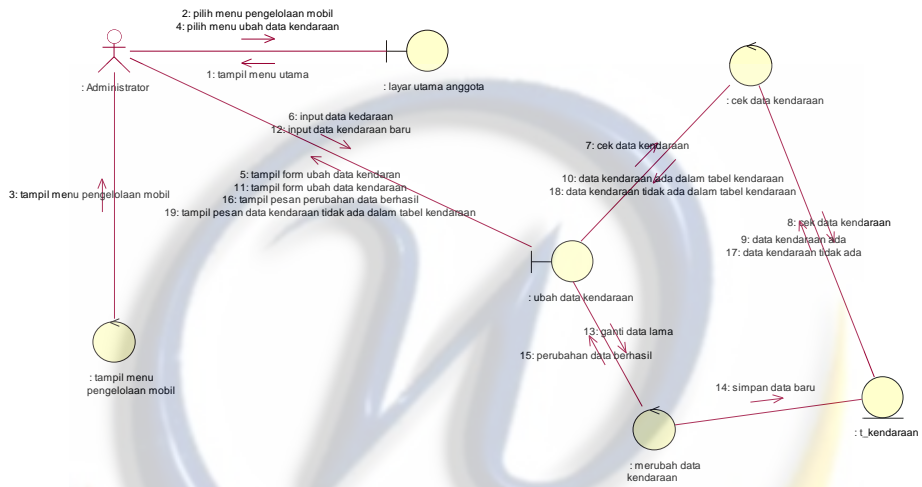 2: pilih menu pengelolaan mobil
4: pilih menu ubah data kendaraan
1: tampil menu utama
: Administrator
: layar utama anggota
: cek data kendaraan
6: input data kedaraan
12: input data kendaraan baru
7: cek data kendaraan
5: tampil form ubah data kendaran
11: tampil form ubah data kendaraan
16: tampil pesan perubahan data berhasil
19: tampil pesan data kendaraan tidak ada dalam tabel kendaraan
10: data kendaraan ada dalam tabel kendaraan
18: data kendaraan tidak ada dalam tabel kendaraan
3: tampil menu pengelolaan mobil
8: cek data kendaraan
9: data kendaraan ada
17: data kendaraan tidak ada
: ubah data kendaraan
13: ganti data lama
15: perubahan data berhasil
: tampil menu
pengelolaan mobil
14: simpan data baru
: t_kendaraan
: merubah data
kendaraan